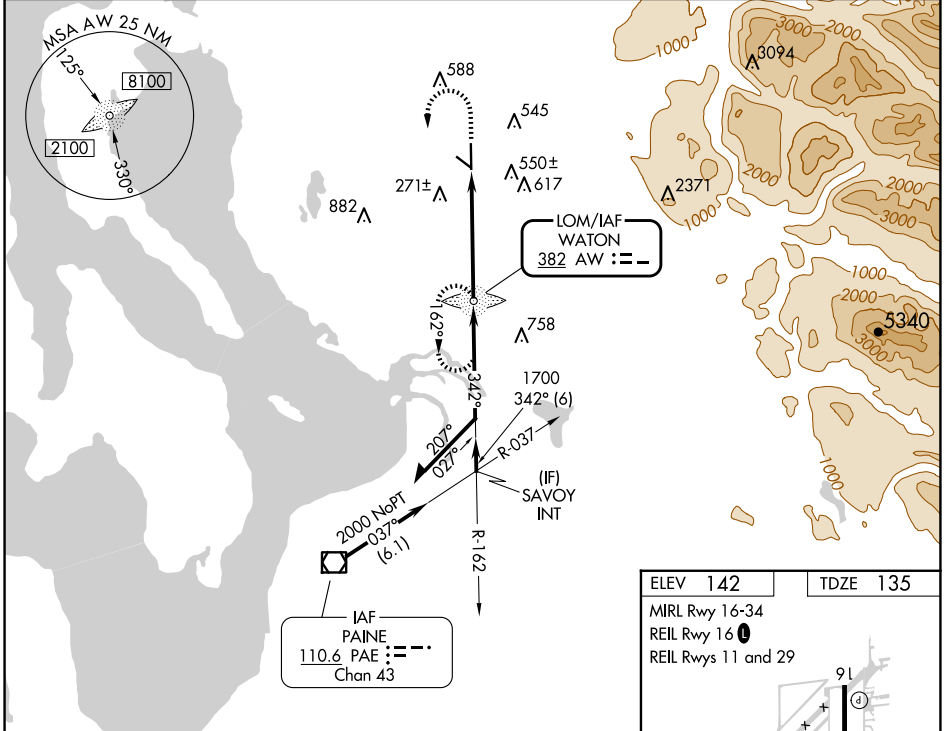 MSA AW 25 NM
125°
8100
2100
330°
588
545
550±
617
271±
882
3094
2371
1000
3000
2000
2000
1000
2000
3000
1000
2000
3000
5340
1000
LOM/IAF
WATON
382 AW
162°
758
342°
1700
342° (6)
207°
027°
R-037
(IF)
SAVOY
INT
2000 NoPT
037°
(6.1)
R-162
IAF
PAINE
110.6 PAE
Chan 43
ELEV 142
TDZE 135
MIRL Rwy 16-34
REIL Rwy 16 L
REIL Rwys 11 and 29
16
P